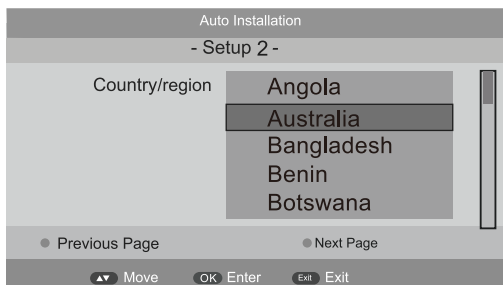 Auto Installation
- Setup 2 -
Country/region
Angola
Australia
Bangladesh
Benin
Botswana
Previous Page Next Page
Move OK Enter Exit Exit